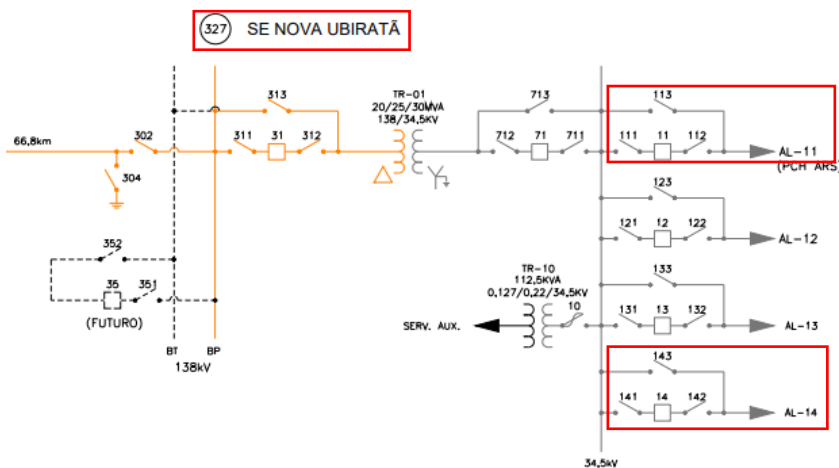 327 SE NOVA UBIRATÃ
313
TR-01
20/25/30MVA
138/34,5KV
713
113
66,8km
302
311
31
312
712
71
711
111
11
112
AL-11
(PCH ARS)
304
123
121
12
122
AL-12
352
35
351
(FUTURO)
TR-10
112,5KVA
0,127/0,22/34,5KV
10
SERV. AUX.
133
131
13
132
AL-13
BT
BP
138kV
143
141
14
142
AL-14
34,5kV